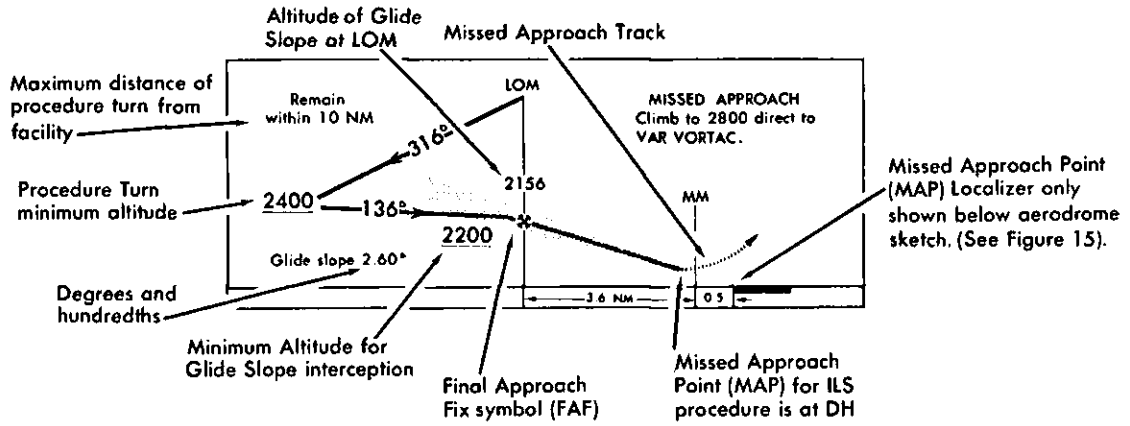 Altitude of Glide
Slope at LOM
Missed Approach Track
Maximum distance of
procedure turn from
facility
Remain
within 10 NM
LOM
MISSED APPROACH
Climb to 2800 direct to
VAR VORTAC.
316°
Missed Approach Point
(MAP) Localizer only
shown below aerodrome
sketch. (See Figure 15).
2156
Procedure Turn
minimum altitude
2400
136°
MM
2200
Glide slope 2.60°
Degrees and
hundredths
3.6 NM
0.5
Minimum Altitude for
Glide Slope interception
Final Approach
Fix symbol (FAF)
Missed Approach
Point (MAP) for ILS
procedure is at DH